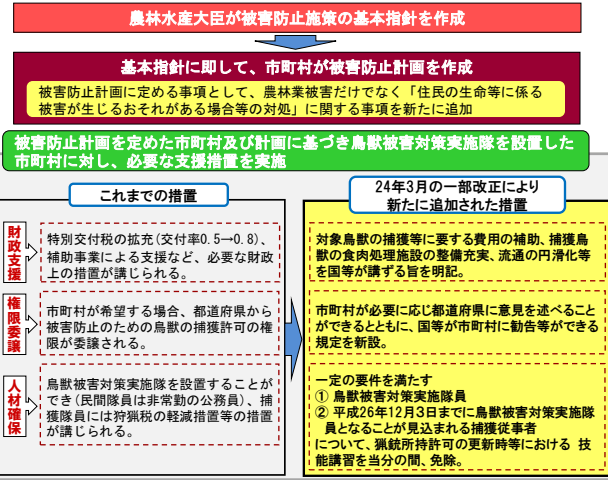 農林水産大臣が被害防止施策の基本指針を作成
基本指針に即して、市町村が被害防止計画を作成
被害防止計画に定める事項として、農林業被害だけでなく「住民の生命等に係る
被害が生じるおそれがある場合等の対処」に関する事項を新たに追加
被害防止計画を定めた市町村及び計画に基づき鳥獣被害対策実施隊を設置した
市町村に対し、必要な支援措置を実施
これまでの措置
財政支援
特別交付税の拡充(交付率0.5→0.8)、
補助事業による支援など、必要な財政
上の措置が講じられる。
権限委譲
市町村が希望する場合、都道府県から
被害防止のための鳥獣の捕獲許可の権
限が委譲される。
人材確保
鳥獣被害対策実施隊を設置することが
でき(民間隊員は非常勤の公務員)、捕
獲隊員には狩猟税の軽減措置等の措置
が講じられる。
24年3月の一部改正により
新たに追加された措置
対象鳥獣の捕獲等に要する費用の補助、捕獲鳥
獣の食肉処理施設の整備充実、流通の円滑化等
を国等が講ずる旨を明記。
市町村が必要に応じ都道府県に意見を述べること
ができるとともに、国等が市町村に勧告等ができる
規定を新設。
一定の要件を満たす
① 鳥獣被害対策実施隊員
② 平成26年12月3日までに鳥獣被害対策実施隊
員となることが見込まれる捕獲従事者
について、猟銃所持許可の更新時等における 技
能講習を当分の間、免除。